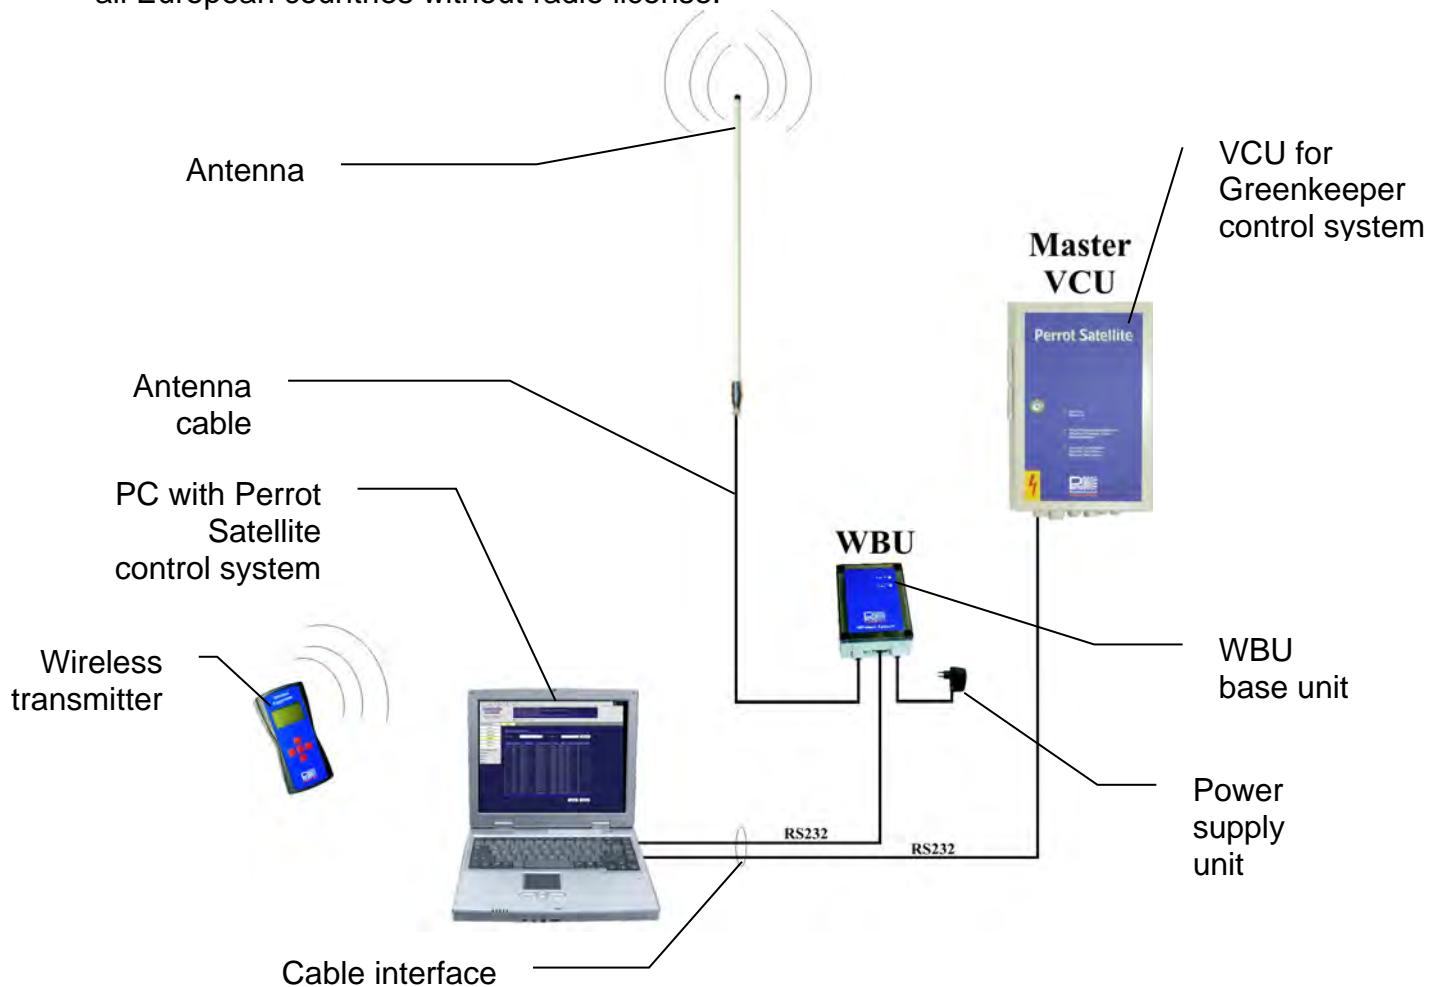 all European countries without radio license.
Antenna
VCU for
Greenkeeper
control system
Master
VCU
Perrot Satellite
Antenna
cable
PC with Perrot
Satellite
control system
WBU
Wireless
transmitter
WBU
base unit
Power
supply
unit
RS232
RS232
Cable interface